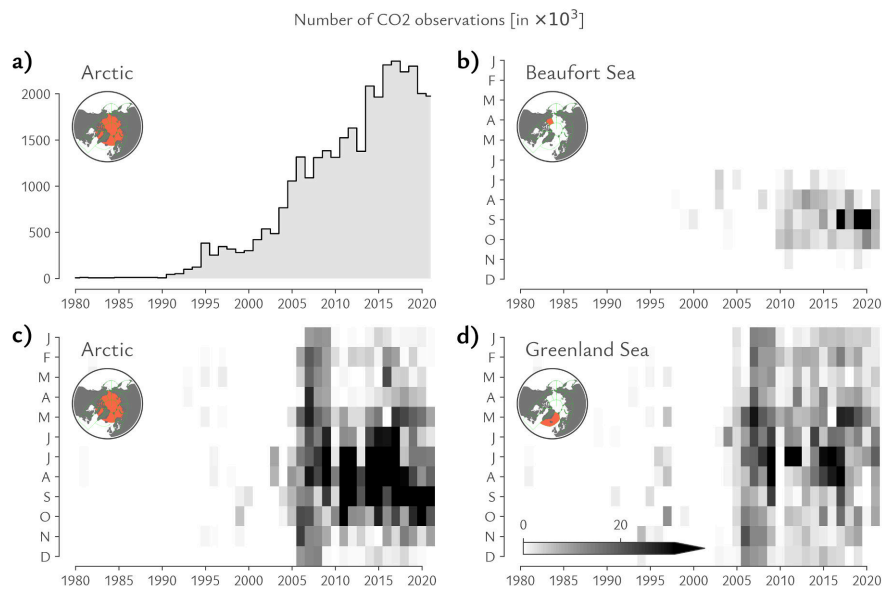 Number of CO2 observations [in ×10³]
a)
Arctic
2000
1500
1000
500
0
1980 1985 1990 1995 2000 2005 2010 2015 2020
b)
Beaufort Sea
J
F
M
A
M
J
J
A
S
O
N
D
1980 1985 1990 1995 2000 2005 2010 2015 2020
c)
Arctic
J
F
M
A
M
J
J
A
S
O
N
D
1980 1985 1990 1995 2000 2005 2010 2015 2020
d)
Greenland Sea
J
F
M
A
M
J
J
A
S
O
N
D
0 20
1980 1985 1990 1995 2000 2005 2010 2015 2020